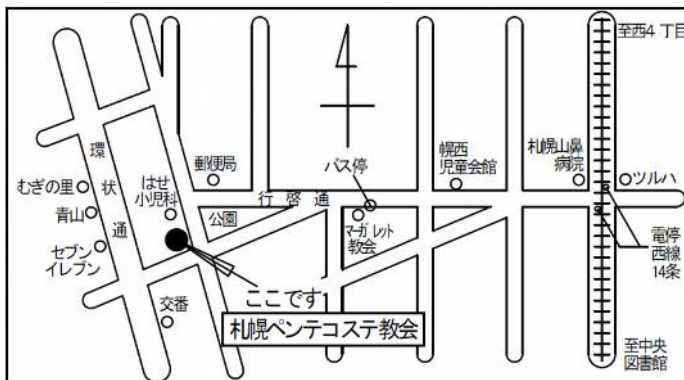 至西4丁目
環状通
むぎの里
青山
セブン
イレブン
はせ
小児科
郵便局
公園
行啓通
バス停
マーガレット
教会
幌西
児童会館
札幌山鼻
病院
ツルハ
電停
西線
14条
交番
ここです
札幌ペンテコステ教会
至中央
図書館